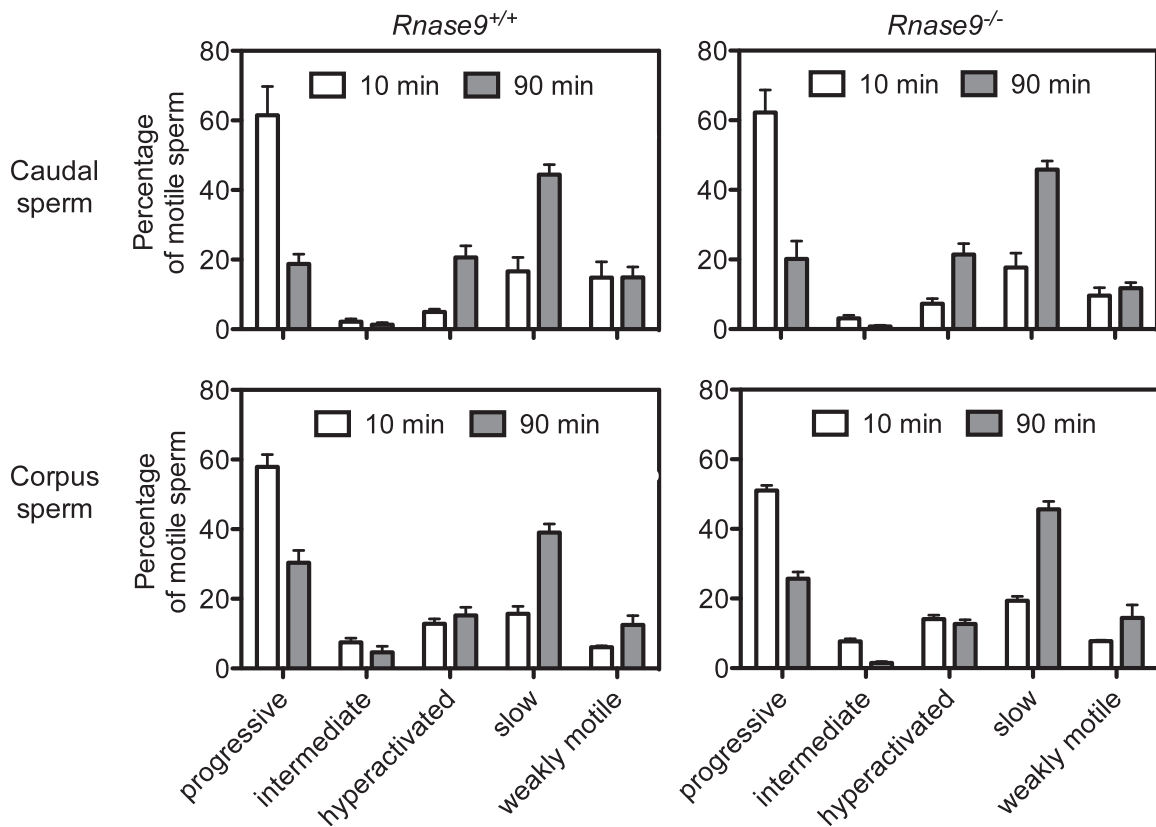 Rnase9+/+
Rnase9-/-
Caudal
sperm
Percentage
of motile sperm
80
60
40
20
0
10 min
90 min
80
60
40
20
0
10 min
90 min
Corpus
sperm
Percentage
of motile sperm
80
60
40
20
0
10 min
90 min
80
60
40
20
0
10 min
90 min
progressive
intermediate
hyperactivated
slow
weakly motile
progressive
intermediate
hyperactivated
slow
weakly motile